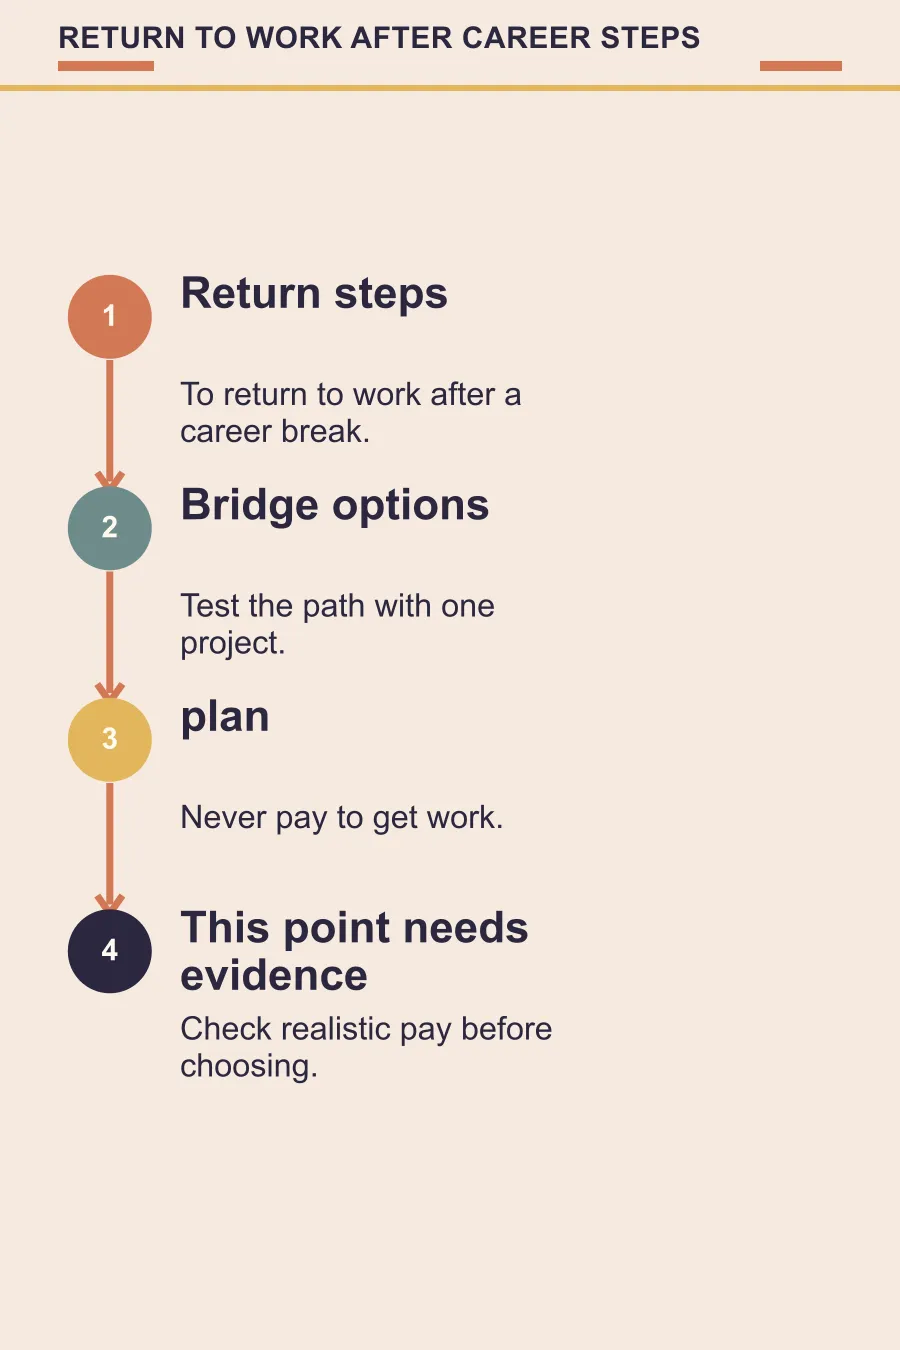 RETURN TO WORK AFTER CAREER STEPS
1
Return steps
To return to work after a
career break.
2
Bridge options
Test the path with one
project.
3
plan
Never pay to get work.
4
This point needs
evidence
Check realistic pay before
choosing.